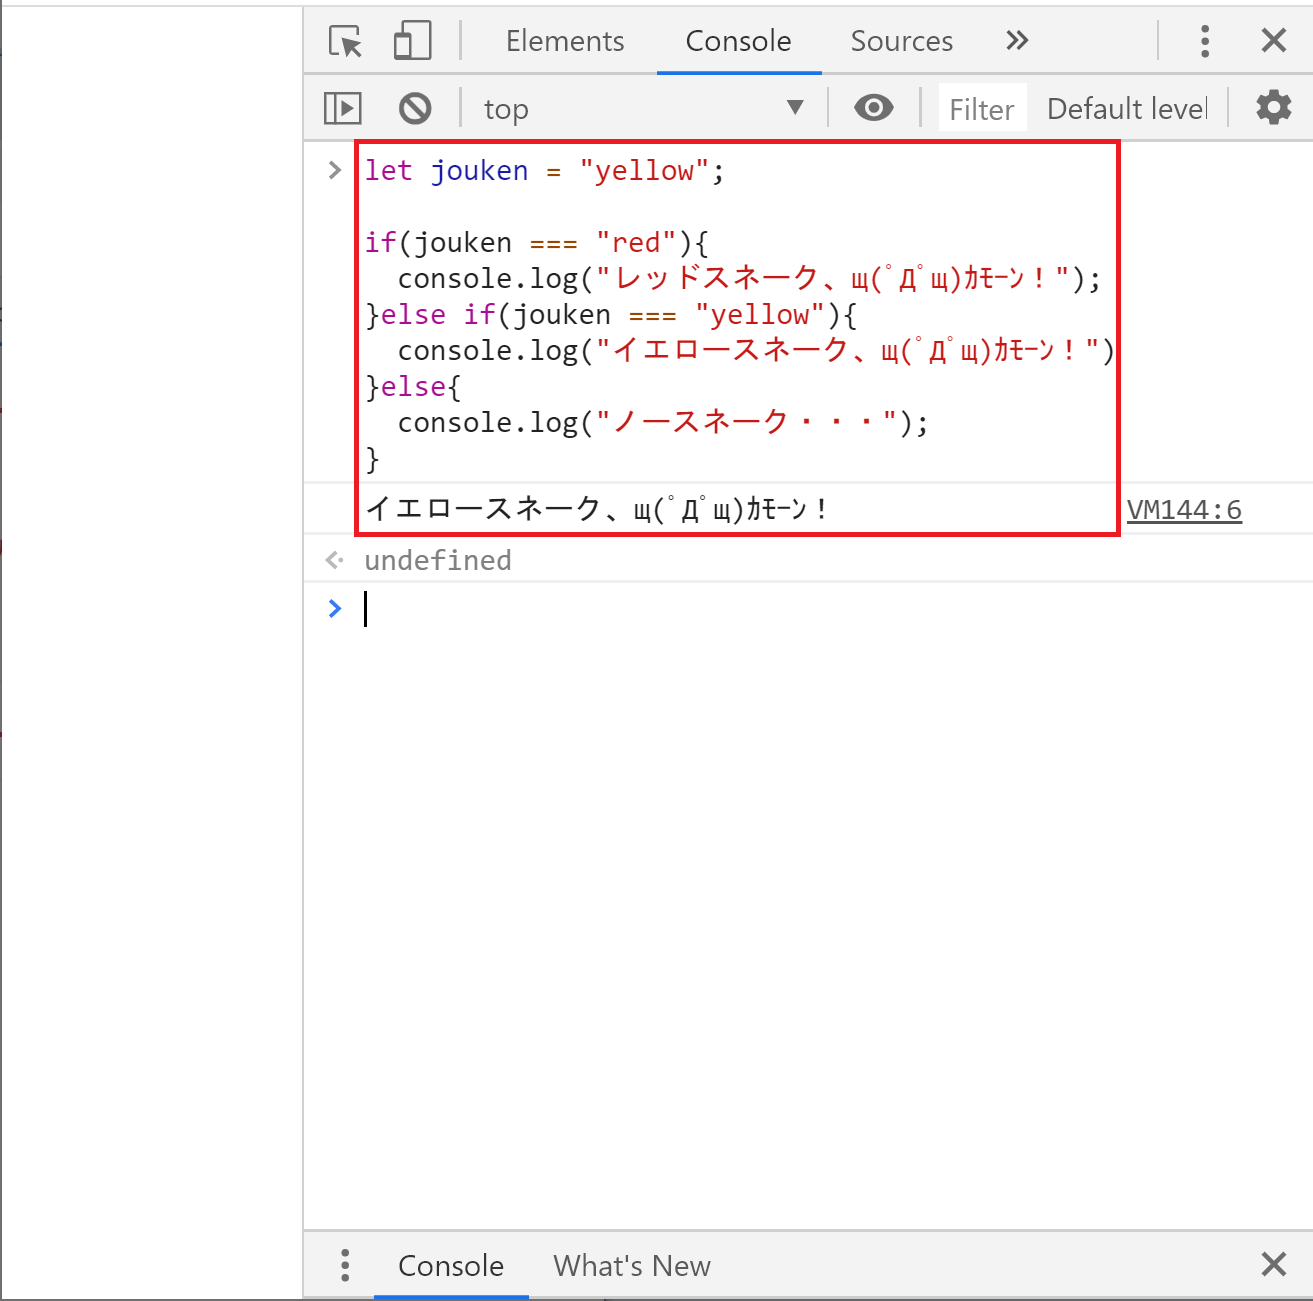 Elements Console Sources »
top ▼ Filter Default level
> let jouken = "yellow";
if(jouken === "red"){
  console.log("レッドスネーク、щ(ﾟДﾟщ)ｶﾓｰﾝ！");
}else if(jouken === "yellow"){
  console.log("イエロースネーク、щ(ﾟДﾟщ)ｶﾓｰﾝ！")
}else{
  console.log("ノースネーク・・・");
}
イエロースネーク、щ(ﾟДﾟщ)ｶﾓｰﾝ！ VM144:6
undefined
>
Console What's New